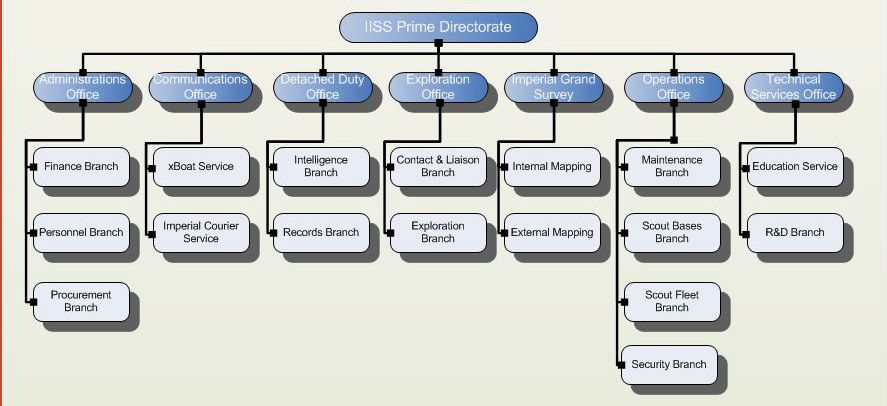 IISS Prime Directorate
Administrations
Office
Communications
Office
Detached Duty
Office
Exploration
Office
Imperial Grand
Survey
Operations
Office
Technical
Services Office
Finance Branch
xBoat Service
Intelligence
Branch
Contact & Liaison
Branch
Internal Mapping
Maintenance
Branch
Education Service
Personnel Branch
Imperial Courier
Service
Records Branch
Exploration
Branch
External Mapping
Scout Bases
Branch
R&D Branch
Procurement
Branch
Scout Fleet
Branch
Security Branch